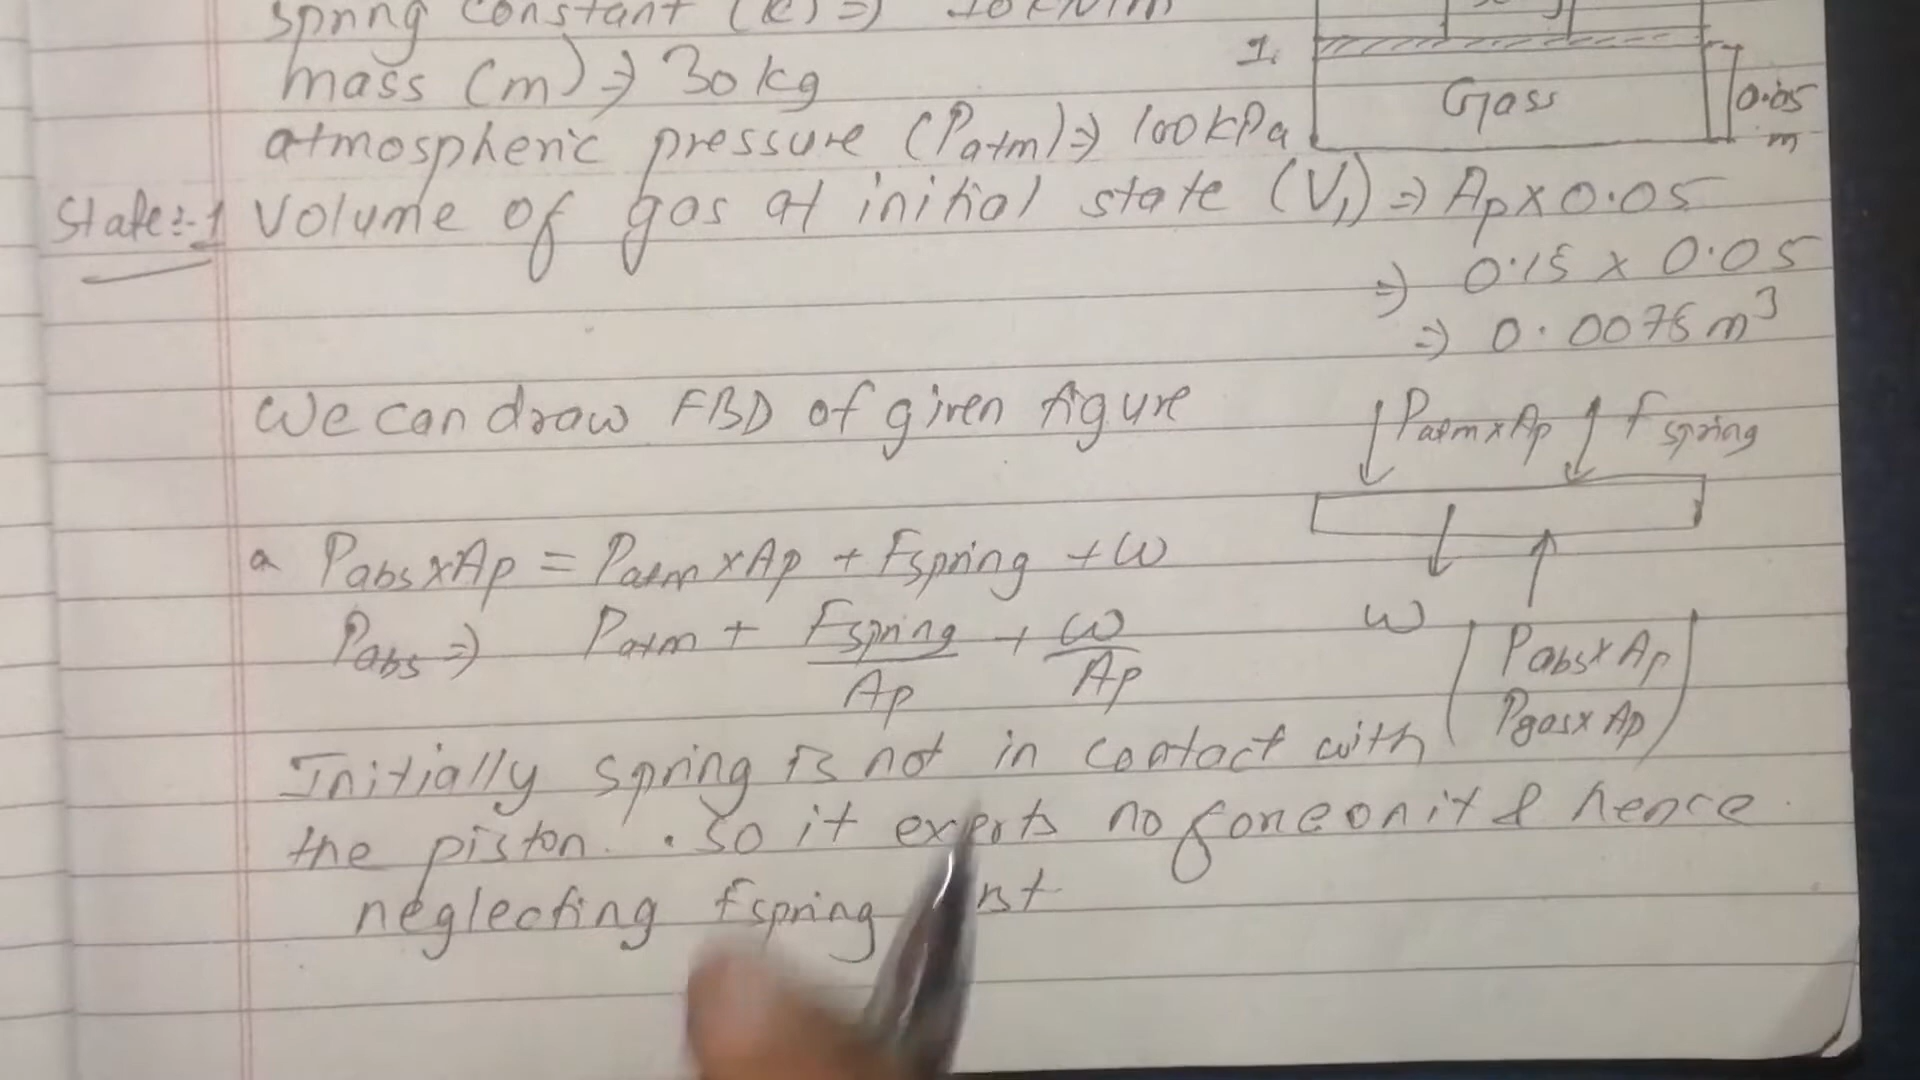 spring constant (k) =>
mass (m) => 30 kg
atmospheric pressure (Patm) => 100 kPa
1.
Gass
0.05
m
State:-1 Volume of gas at initial state (V₁) => Ap x 0.05
=> 0.15 x 0.05
=> 0.0075 m³
We can draw FBD of given figure
Patm x Ap Fspring
Pabs x Ap = Patm x Ap + Fspring + W
Pabs => Patm + Fspring/Ap + W/Ap
W
Pabs x Ap
Pgas x Ap
Initially spring is not in contact with
the piston. So it exerts no force on it & hence
neglecting Fspring